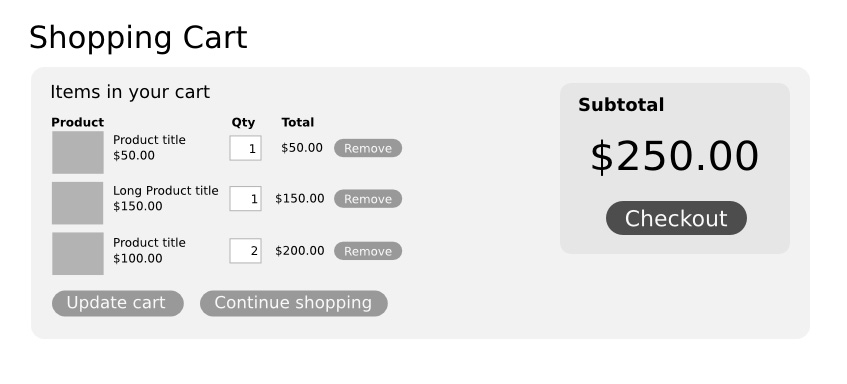 Shopping Cart
Items in your cart
Product Qty Total
Product title
$50.00
1 $50.00 Remove
Long Product title
$150.00
1 $150.00 Remove
Product title
$100.00
2 $200.00 Remove
Update cart Continue shopping
Subtotal
$250.00
Checkout